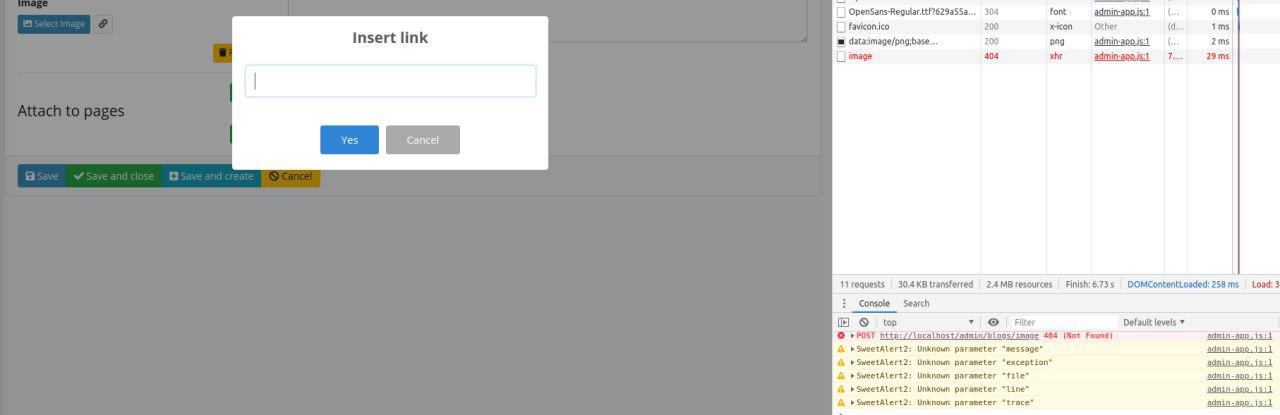 Image
Select Image
Insert link
Attach to pages
Yes Cancel
Save Save and close Save and create Cancel
OpenSans-Regular.ttf?629a55a... 304 font admin-app.js:1 (... 0 ms
favicon.ico 200 x-icon Other (d... 1 ms
data:image/png;base... 200 png admin-app.js:1 (... 2 ms
image 404 xhr admin-app.js:1 7.... 29 ms
11 requests 30.4 KB transferred 2.4 MB resources Finish: 6.73 s DOMContentLoaded: 258 ms Load: 3
Console Search
top Filter Default levels
POST http://localhost/admin/blogs/image 404 (Not Found) admin-app.js:1
SweetAlert2: Unknown parameter "message" admin-app.js:1
SweetAlert2: Unknown parameter "exception" admin-app.js:1
SweetAlert2: Unknown parameter "file" admin-app.js:1
SweetAlert2: Unknown parameter "line" admin-app.js:1
SweetAlert2: Unknown parameter "trace" admin-app.js:1